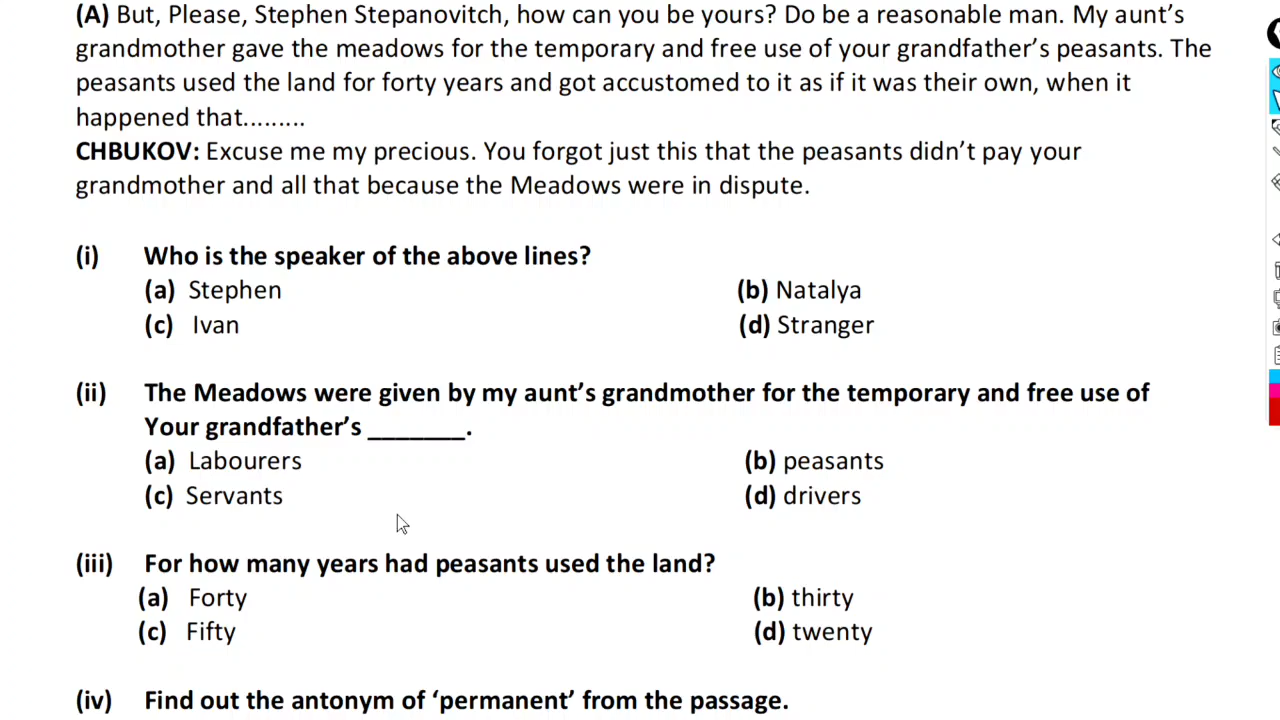 (A) But, Please, Stephen Stepanovitch, how can you be yours? Do be a reasonable man. My aunt’s
grandmother gave the meadows for the temporary and free use of your grandfather’s peasants. The
peasants used the land for forty years and got accustomed to it as if it was their own, when it
happened that.........
CHBUKOV: Excuse me my precious. You forgot just this that the peasants didn’t pay your
grandmother and all that because the Meadows were in dispute.
(i) Who is the speaker of the above lines?
(a) Stephen (b) Natalya
(c) Ivan (d) Stranger
(ii) The Meadows were given by my aunt’s grandmother for the temporary and free use of
Your grandfather’s _______.
(a) Labourers (b) peasants
(c) Servants (d) drivers
(iii) For how many years had peasants used the land?
(a) Forty (b) thirty
(c) Fifty (d) twenty
(iv) Find out the antonym of ‘permanent’ from the passage.